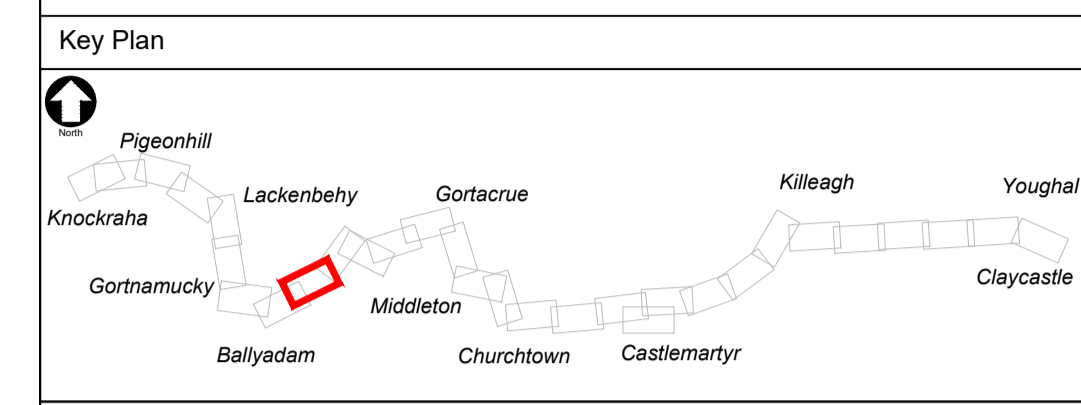 Key Plan
North
Pigeonhill
Knockraha
Lackenbehy
Gortacrue
Killeagh
Youghal
Gortnamucky
Middleton
Claycastle
Ballyadam
Churchtown
Castlemartyr